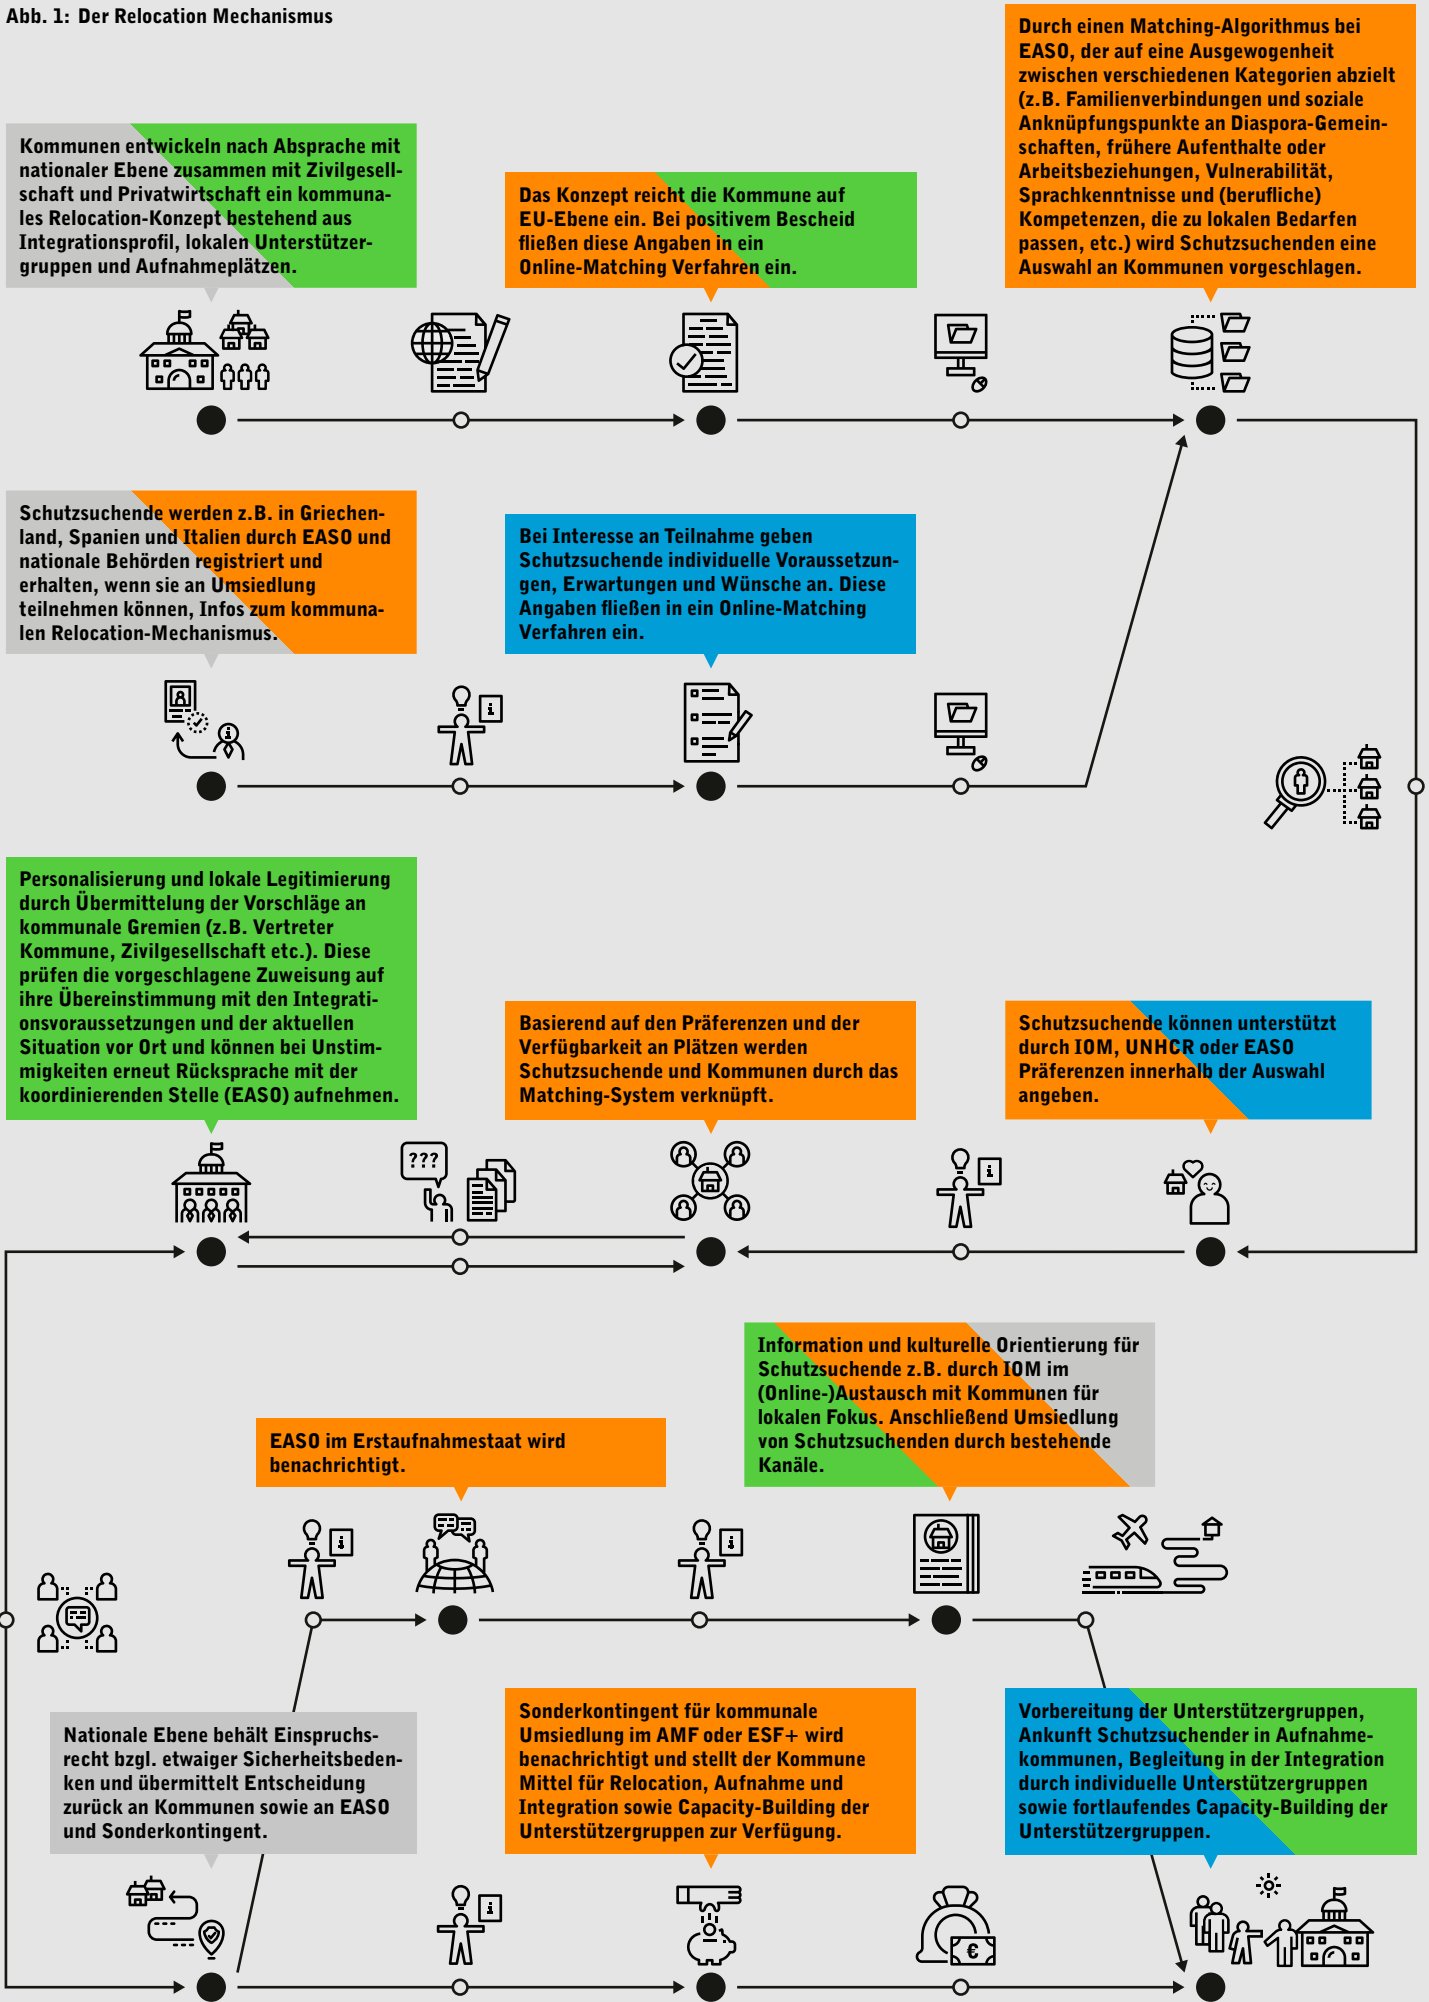 Abb. 1: Der Relocation Mechanismus
Kommunen entwickeln nach Absprache mit
nationaler Ebene zusammen mit Zivilgesell-
schaft und Privatwirtschaft ein kommuna-
les Relocation-Konzept bestehend aus
Integrationsprofil, lokalen Unterstützer-
gruppen und Aufnahmeplätzen.
Das Konzept reicht die Kommune auf
EU-Ebene ein. Bei positivem Bescheid
fließen diese Angaben in ein
Online-Matching Verfahren ein.
Durch einen Matching-Algorithmus bei
EASO, der auf eine Ausgewogenheit
zwischen verschiedenen Kategorien abzielt
(z.B. Familienverbindungen und soziale
Anknüpfungspunkte an Diaspora-Gemein-
schaften, frühere Aufenthalte oder
Arbeitsbeziehungen, Vulnerabilität,
Sprachkenntnisse und (berufliche)
Kompetenzen, die zu lokalen Bedarfen
passen, etc.) wird Schutzsuchenden eine
Auswahl an Kommunen vorgeschlagen.
Schutzsuchende werden z.B. in Griechen-
land, Spanien und Italien durch EASO und
nationale Behörden registriert und
erhalten, wenn sie an Umsiedlung
teilnehmen können, Infos zum kommuna-
len Relocation-Mechanismus.
Bei Interesse an Teilnahme geben
Schutzsuchende individuelle Voraussetzun-
gen, Erwartungen und Wünsche an. Diese
Angaben fließen in ein Online-Matching
Verfahren ein.
i
i
Personalisierung und lokale Legitimierung
durch Übermittelung der Vorschläge an
kommunale Gremien (z.B. Vertreter
Kommune, Zivilgesellschaft etc.). Diese
prüfen die vorgeschlagene Zuweisung auf
ihre Übereinstimmung mit den Integrati-
onsvoraussetzungen und der aktuellen
Situation vor Ort und können bei Unstim-
migkeiten erneut Rücksprache mit der
koordinierenden Stelle (EASO) aufnehmen.
Basierend auf den Präferenzen und der
Verfügbarkeit an Plätzen werden
Schutzsuchende und Kommunen durch das
Matching-System verknüpft.
Schutzsuchende können unterstützt
durch IOM, UNHCR oder EASO
Präferenzen innerhalb der Auswahl
angeben.
???
i
EASO im Erstaufnahmestaat wird
benachrichtigt.
Information und kulturelle Orientierung für
Schutzsuchende z.B. durch IOM im
(Online-)Austausch mit Kommunen für
lokalen Fokus. Anschließend Umsiedlung
von Schutzsuchenden durch bestehende
Kanäle.
i
i
Nationale Ebene behält Einspruchs-
recht bzgl. etwaiger Sicherheitsbeden-
ken und übermittelt Entscheidung
zurück an Kommunen sowie an EASO
und Sonderkontingent.
Sonderkontingent für kommunale
Umsiedlung im AMF oder ESF+ wird
benachrichtigt und stellt der Kommune
Mittel für Relocation, Aufnahme und
Integration sowie Capacity-Building der
Unterstützergruppen zur Verfügung.
Vorbereitung der Unterstützergruppen,
Ankunft Schutzsuchender in Aufnahme-
kommunen, Begleitung in der Integration
durch individuelle Unterstützergruppen
sowie fortlaufendes Capacity-Building der
Unterstützergruppen.
i
€